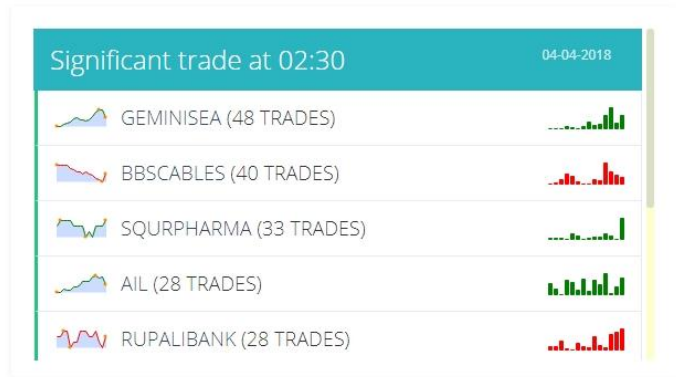 Significant trade at 02:30
04-04-2018
GEMINISEA (48 TRADES)
BBSCABLES (40 TRADES)
SQURPHARMA (33 TRADES)
AIL (28 TRADES)
RUPALIBANK (28 TRADES)